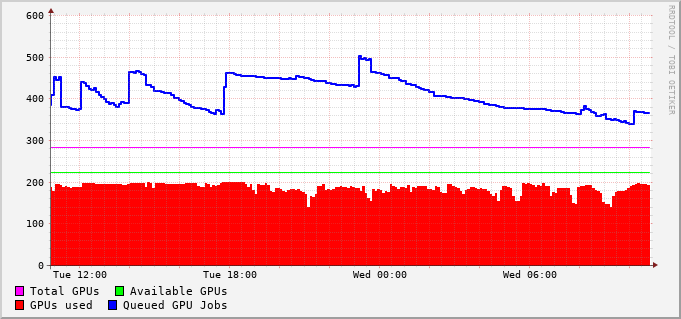 600
500
400
300
200
100
0
Tue 12:00 Tue 18:00 Wed 00:00 Wed 06:00
Total GPUs Available GPUs
GPUs used Queued GPU Jobs
RRDTOOL / TOBI OETIKER